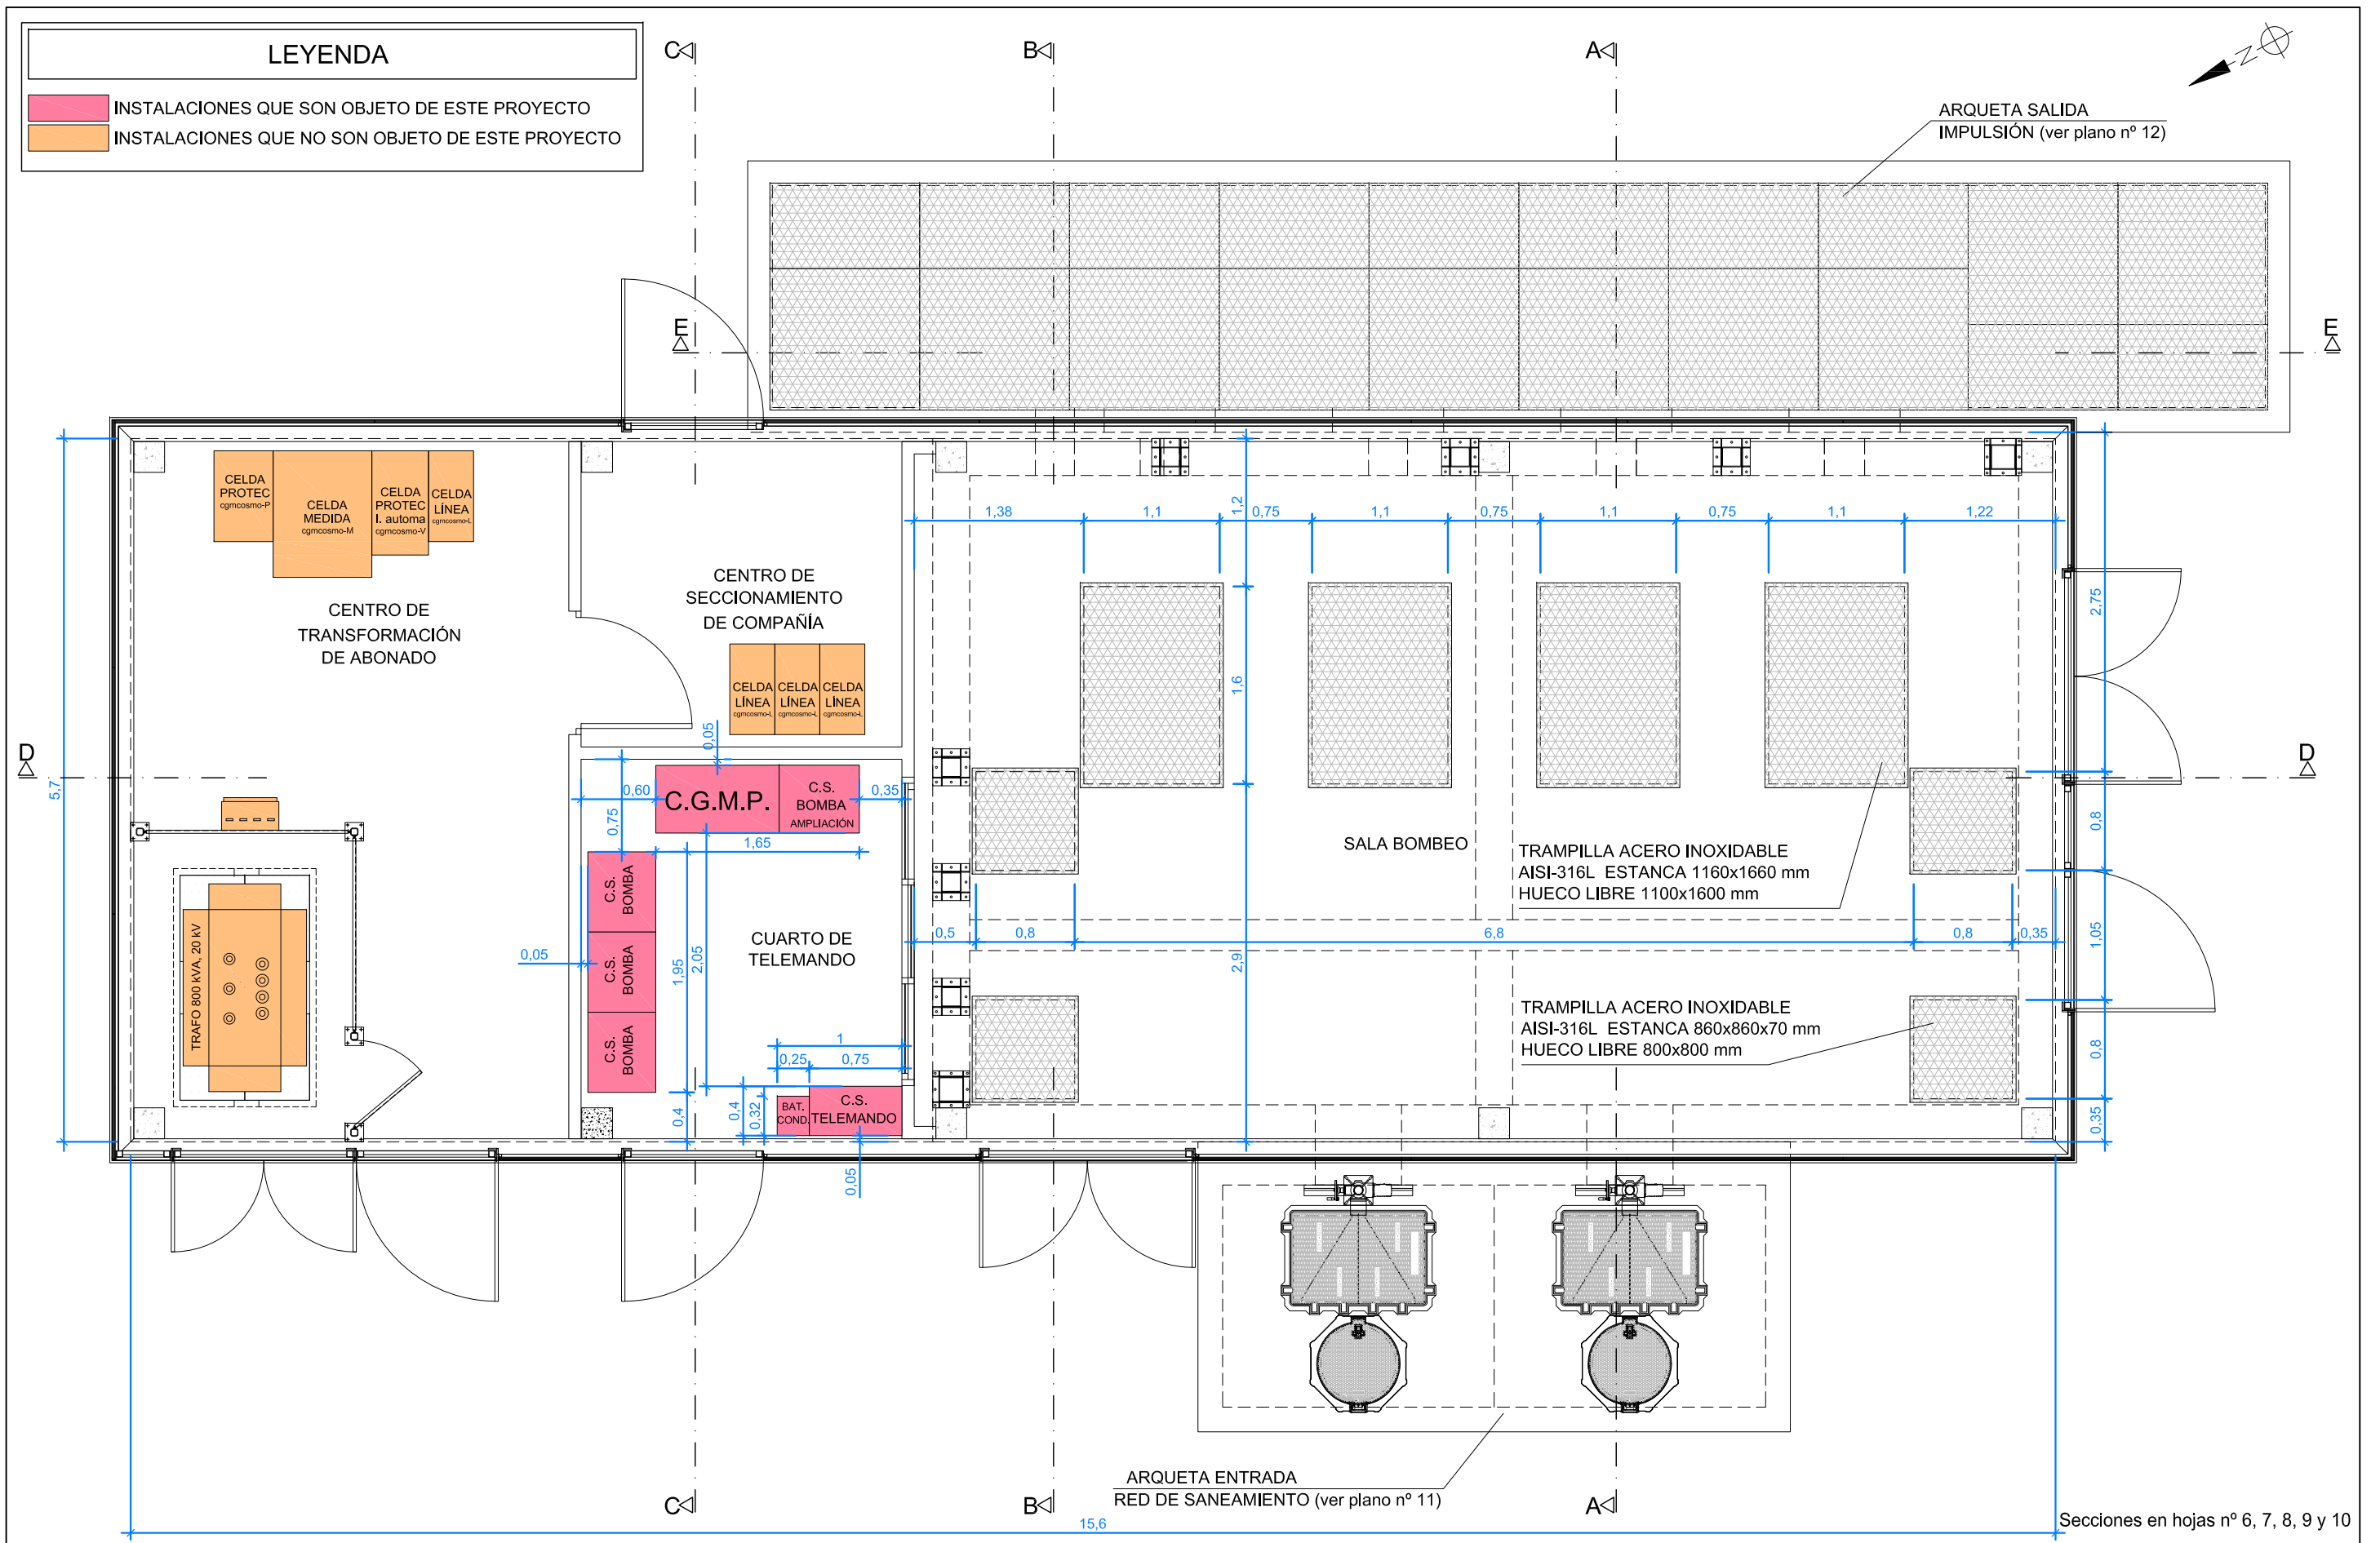 LEYENDA
INSTALACIONES QUE SON OBJETO DE ESTE PROYECTO
INSTALACIONES QUE NO SON OBJETO DE ESTE PROYECTO
C
B
A
N
ARQUETA SALIDA
IMPULSIÓN (ver plano nº 12)
E
E
CELDA
PROTEC
cgmcosmo-P
CELDA
MEDIDA
cgmcosmo-M
CELDA
PROTEC
I. automa
cgmcosmo-V
CELDA
LÍNEA
cgmcosmo-L
1,2
1,38
1,1
0,75
1,1
0,75
1,1
0,75
1,1
1,22
CENTRO DE
TRANSFORMACIÓN
DE ABONADO
CENTRO DE
SECCIONAMIENTO
DE COMPAÑÍA
2,75
CELDA
LÍNEA
cgmcosmo-L
CELDA
LÍNEA
cgmcosmo-L
CELDA
LÍNEA
cgmcosmo-L
1,6
0,05
D
D
5,7
0,60
C.G.M.P.
C.S.
BOMBA
AMPLIACIÓN
0,35
0,75
1,65
0,8
SALA BOMBEO
TRAMPILLA ACERO INOXIDABLE
AISI-316L ESTANCA 1160x1660 mm
HUECO LIBRE 1100x1600 mm
C.S.
BOMBA
C.S.
BOMBA
C.S.
BOMBA
TRAFO 800 kVA, 20 kV
0,05
1,95
2,05
CUARTO DE
TELEMANDO
0,5
0,8
6,8
0,8
0,35
2,9
1,05
TRAMPILLA ACERO INOXIDABLE
AISI-316L ESTANCA 860x860x70 mm
HUECO LIBRE 800x800 mm
1
0,25
0,75
0,8
0,4
0,4
0,32
BAT.
COND.
C.S.
TELEMANDO
0,35
0,05
ARQUETA ENTRADA
RED DE SANEAMIENTO (ver plano nº 11)
C
B
A
15,6
Secciones en hojas nº 6, 7, 8, 9 y 10